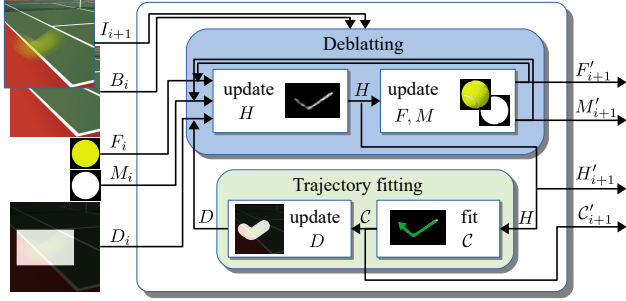 I_{i+1}
Deblatting
B_i
update
H
H
update
F, M
F'_{i+1}
M'_{i+1}
F_i
M_i
D_i
Trajectory fitting
D
update
D
C
fit
C
H
H'_{i+1}
C'_{i+1}